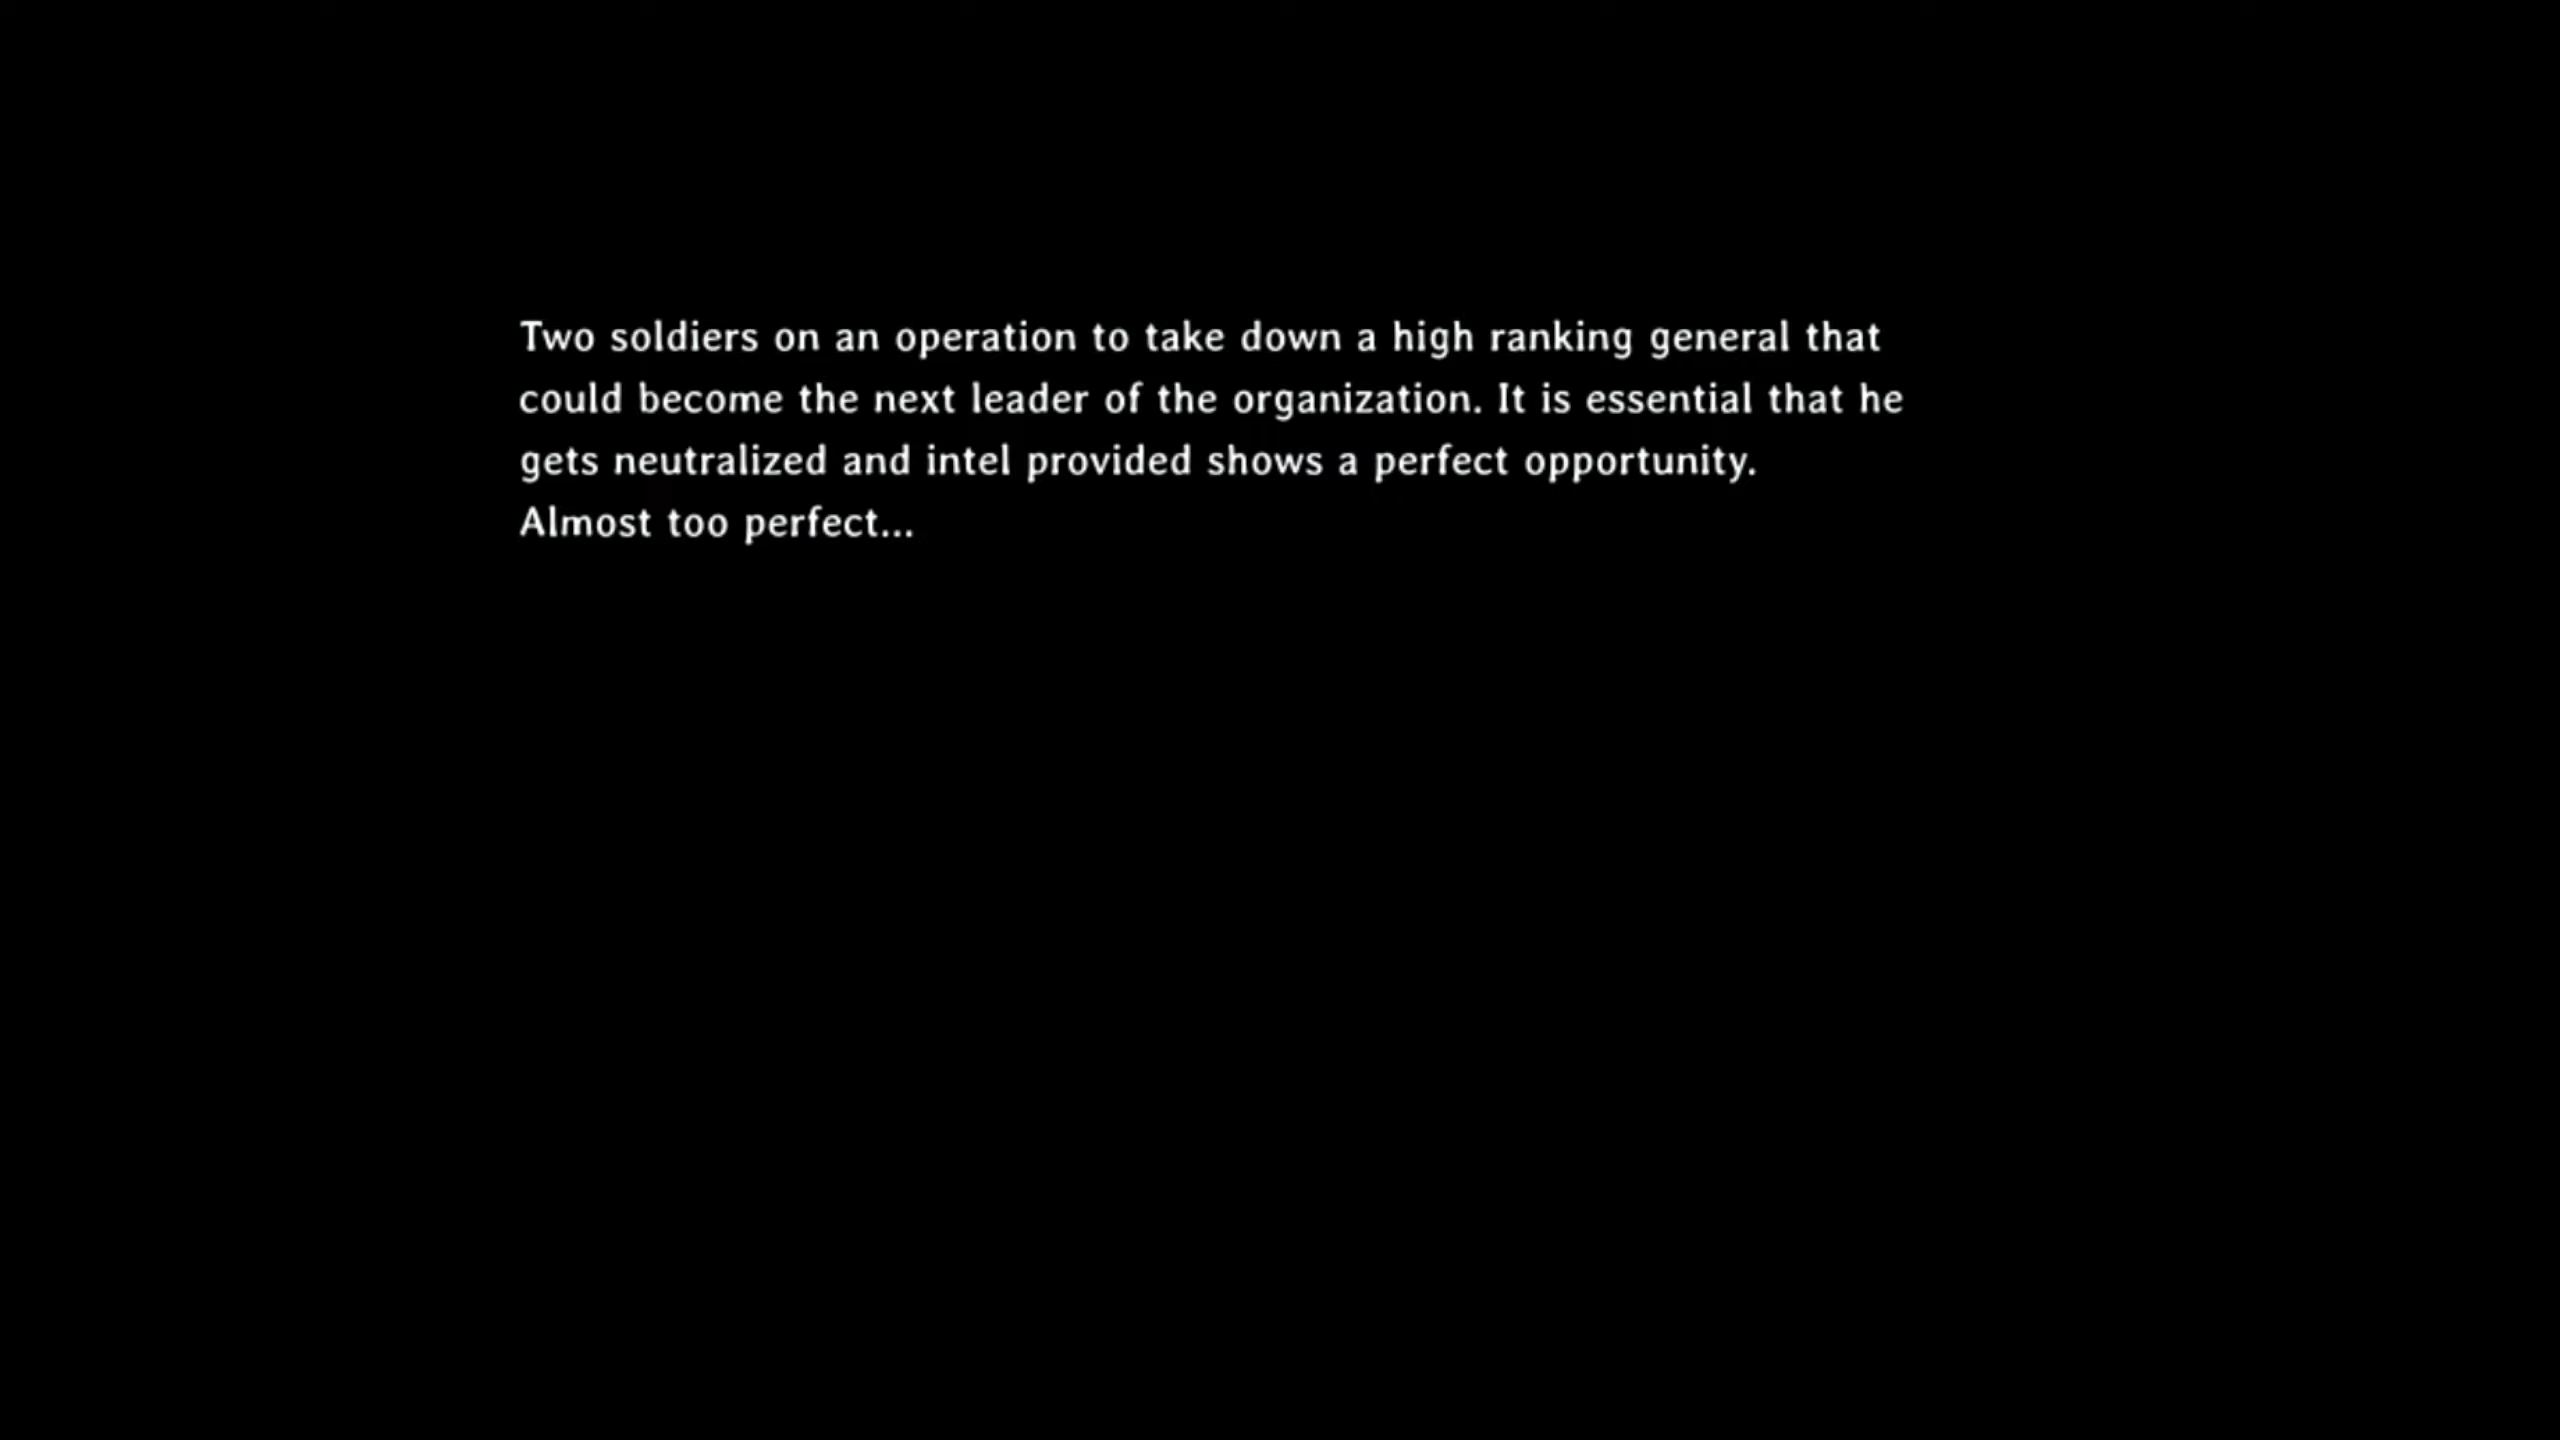 Two soldiers on an operation to take down a high ranking general that
could become the next leader of the organization. It is essential that he
gets neutralized and intel provided shows a perfect opportunity.
Almost too perfect...